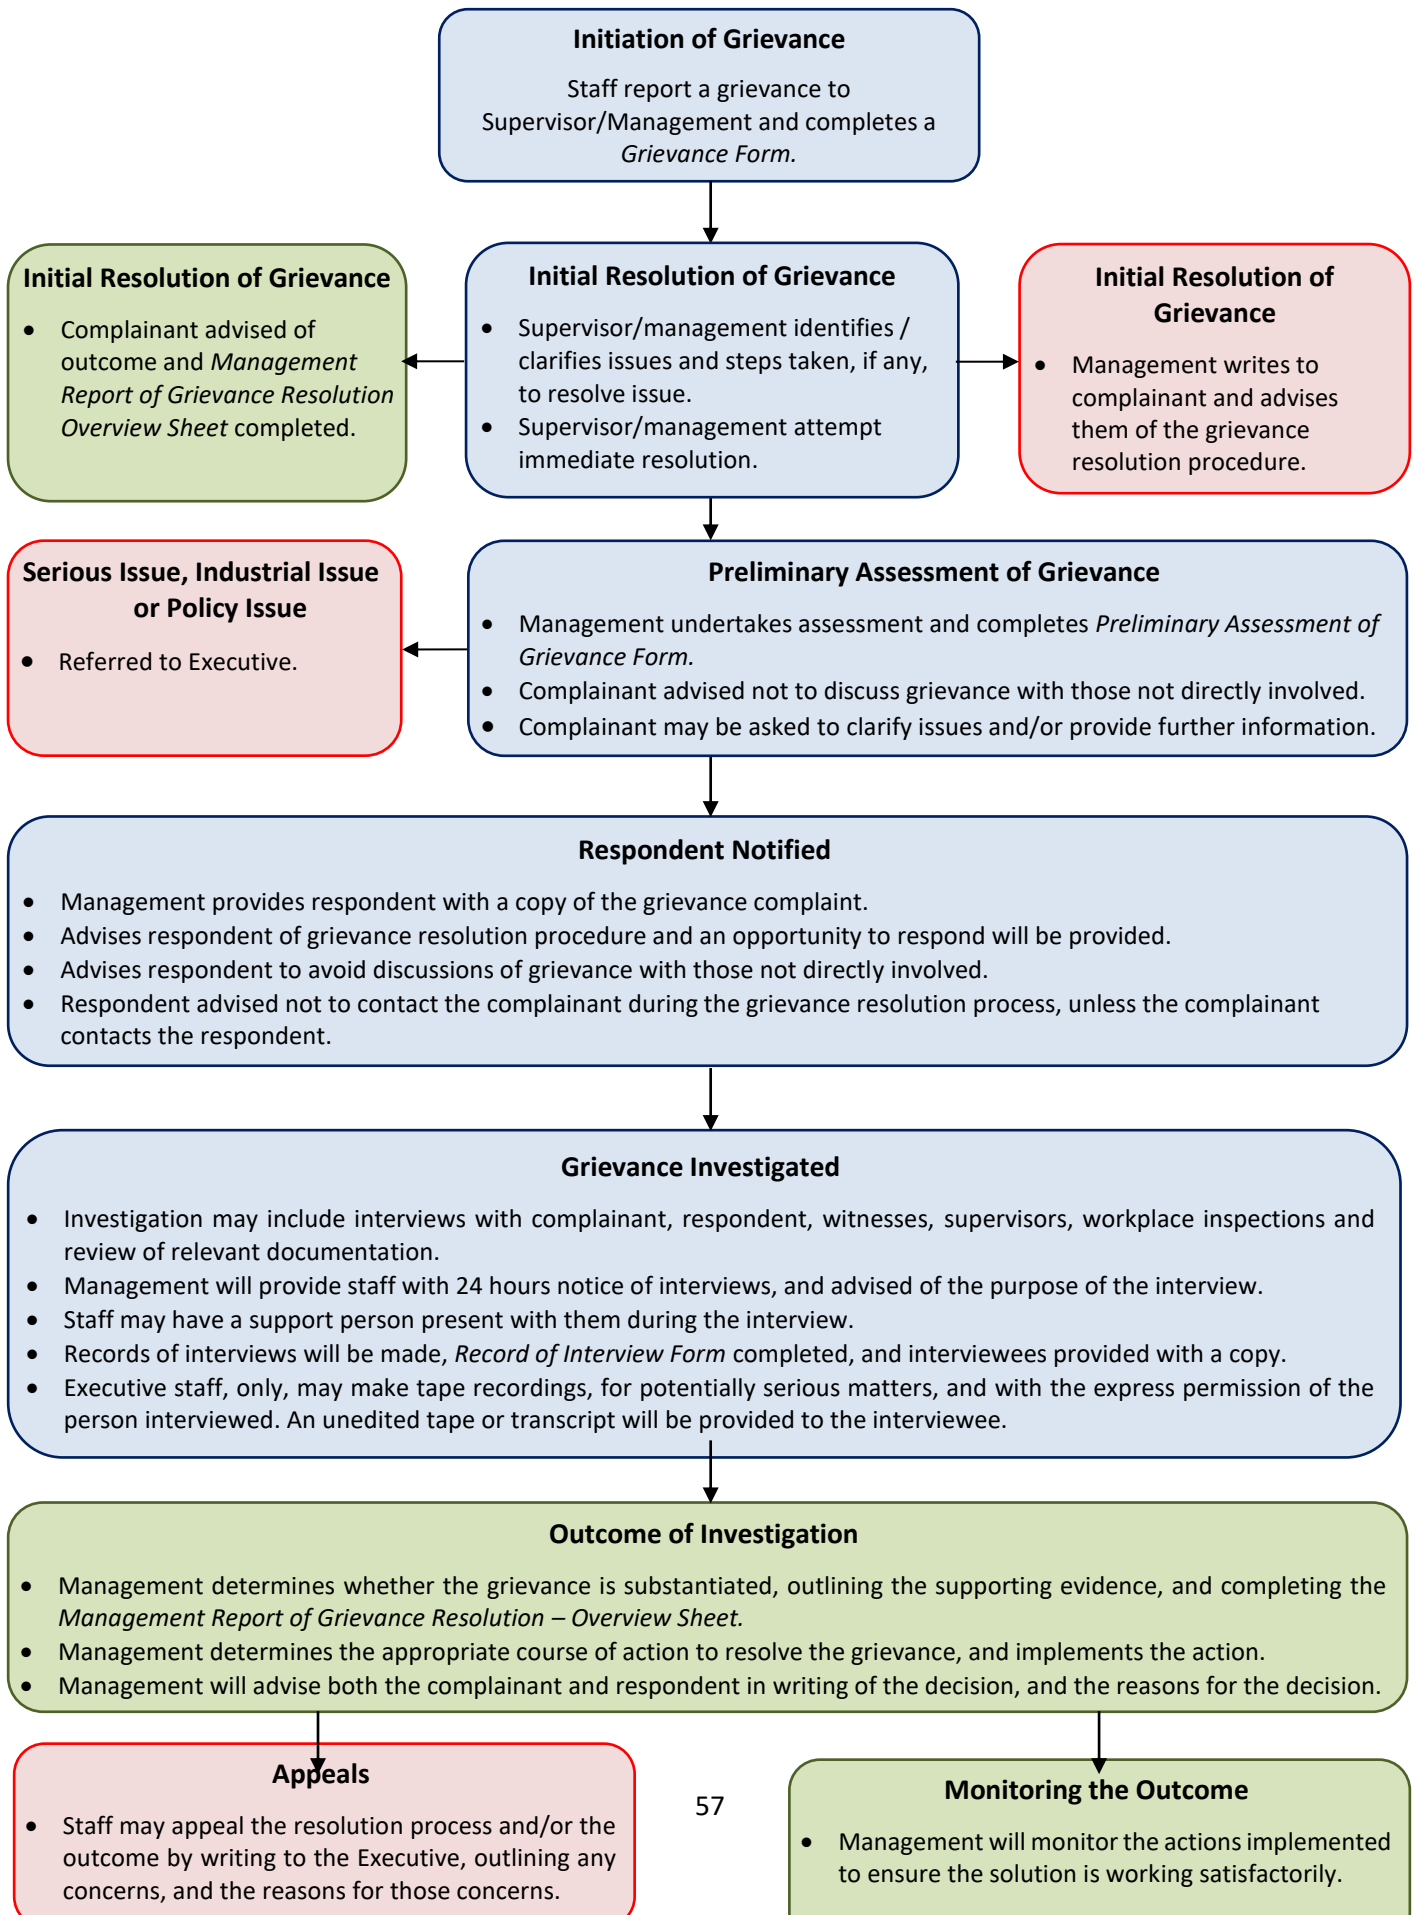 Initiation of Grievance
Staff report a grievance to
Supervisor/Management and completes a
Grievance Form.
Initial Resolution of Grievance
• Complainant advised of
outcome and Management
Report of Grievance Resolution
Overview Sheet completed.
Initial Resolution of Grievance
• Supervisor/management identifies /
clarifies issues and steps taken, if any,
to resolve issue.
• Supervisor/management attempt
immediate resolution.
Initial Resolution of
Grievance
• Management writes to
complainant and advises
them of the grievance
resolution procedure.
Serious Issue, Industrial Issue
or Policy Issue
• Referred to Executive.
Preliminary Assessment of Grievance
• Management undertakes assessment and completes Preliminary Assessment of
Grievance Form.
• Complainant advised not to discuss grievance with those not directly involved.
• Complainant may be asked to clarify issues and/or provide further information.
Respondent Notified
• Management provides respondent with a copy of the grievance complaint.
• Advises respondent of grievance resolution procedure and an opportunity to respond will be provided.
• Advises respondent to avoid discussions of grievance with those not directly involved.
• Respondent advised not to contact the complainant during the grievance resolution process, unless the complainant
contacts the respondent.
Grievance Investigated
• Investigation may include interviews with complainant, respondent, witnesses, supervisors, workplace inspections and
review of relevant documentation.
• Management will provide staff with 24 hours notice of interviews, and advised of the purpose of the interview.
• Staff may have a support person present with them during the interview.
• Records of interviews will be made, Record of Interview Form completed, and interviewees provided with a copy.
• Executive staff, only, may make tape recordings, for potentially serious matters, and with the express permission of the
person interviewed. An unedited tape or transcript will be provided to the interviewee.
Outcome of Investigation
• Management determines whether the grievance is substantiated, outlining the supporting evidence, and completing the
Management Report of Grievance Resolution – Overview Sheet.
• Management determines the appropriate course of action to resolve the grievance, and implements the action.
• Management will advise both the complainant and respondent in writing of the decision, and the reasons for the decision.
Appeals
• Staff may appeal the resolution process and/or the
outcome by writing to the Executive, outlining any
concerns, and the reasons for those concerns.
57
Monitoring the Outcome
• Management will monitor the actions implemented
to ensure the solution is working satisfactorily.